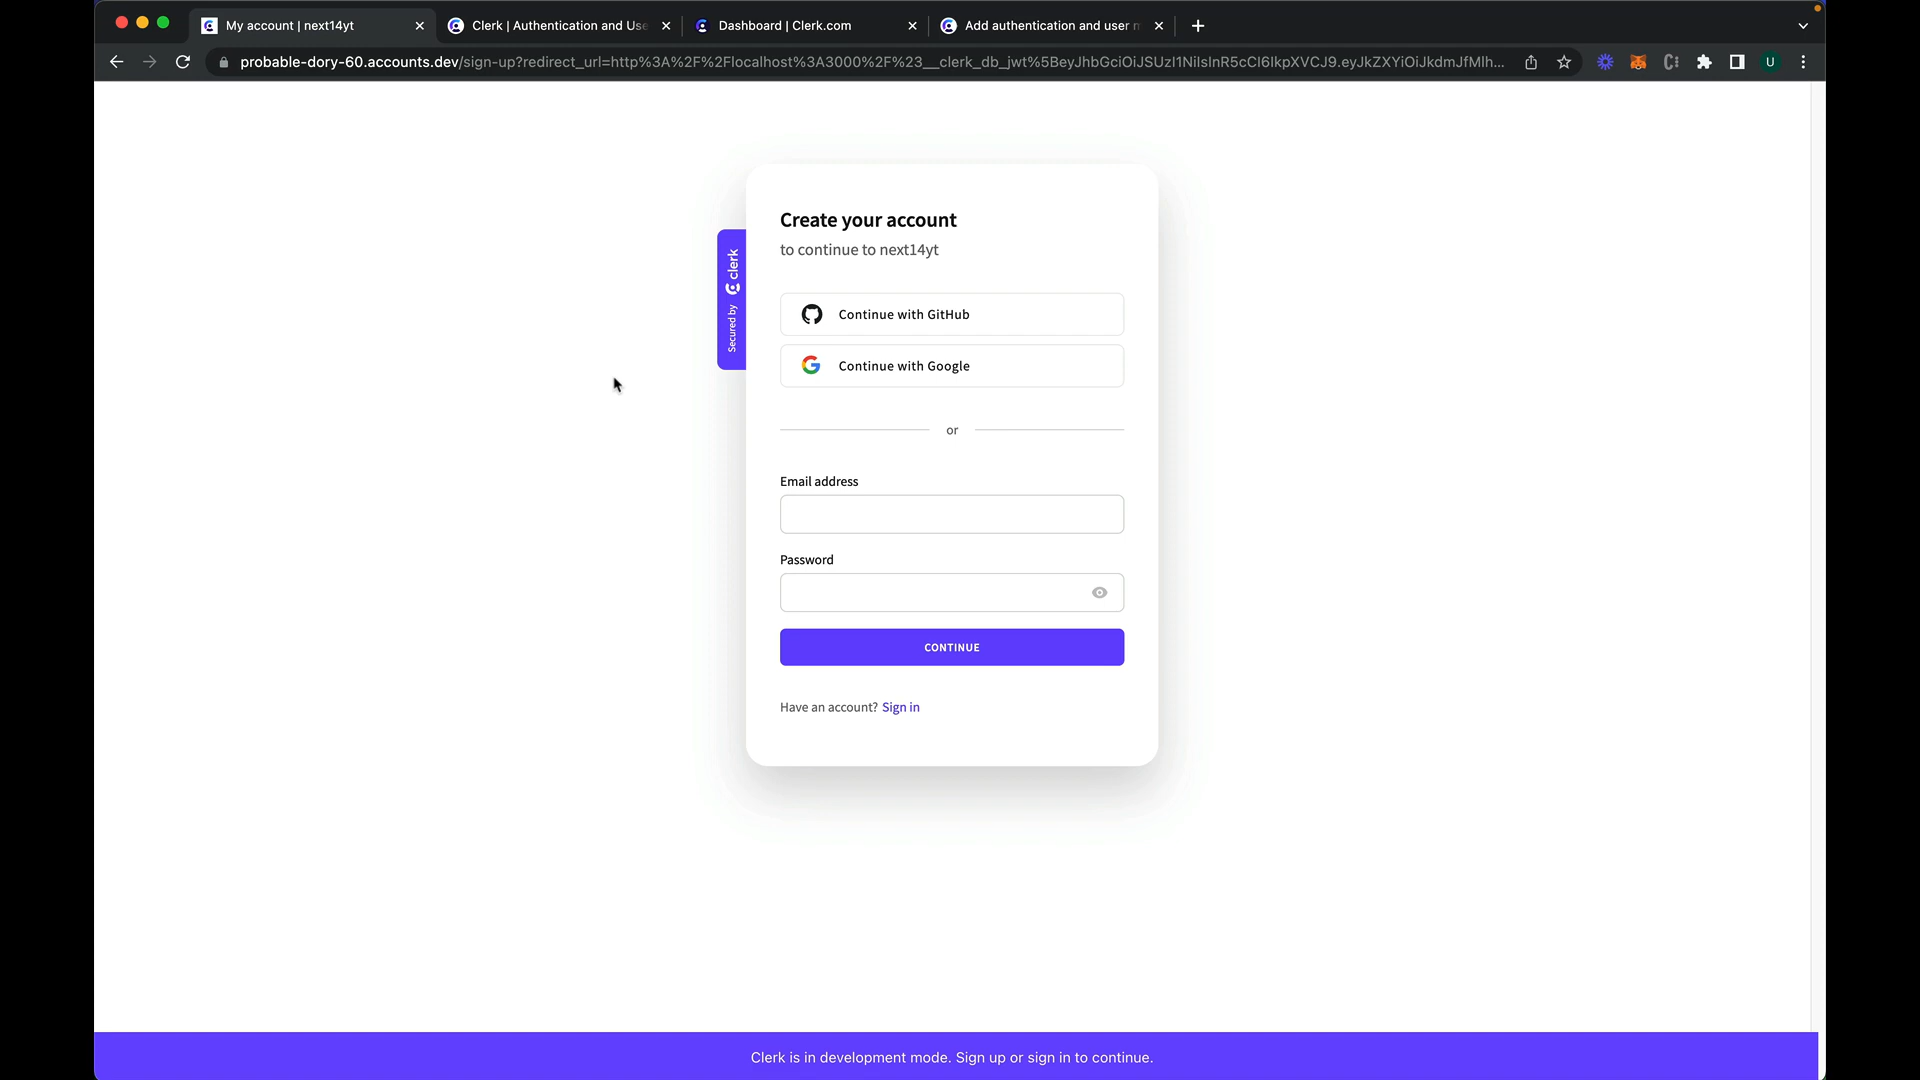 My account | next14yt
Clerk | Authentication and Use
Dashboard | Clerk.com
Add authentication and user m
probable-dory-60.accounts.dev/sign-up?redirect_url=http%3A%2F%2Flocalhost%3A3000%2F%23__clerk_db_jwt%5BeyJhbGciOiJSUzI1NiIsInR5cCI6IkpXVCJ9.eyJkZXYiOiJkdmJfMlh...
U
Create your account
to continue to next14yt
Secured by clerk
Continue with GitHub
Continue with Google
or
Email address
Password
CONTINUE
Have an account? Sign in
Clerk is in development mode. Sign up or sign in to continue.